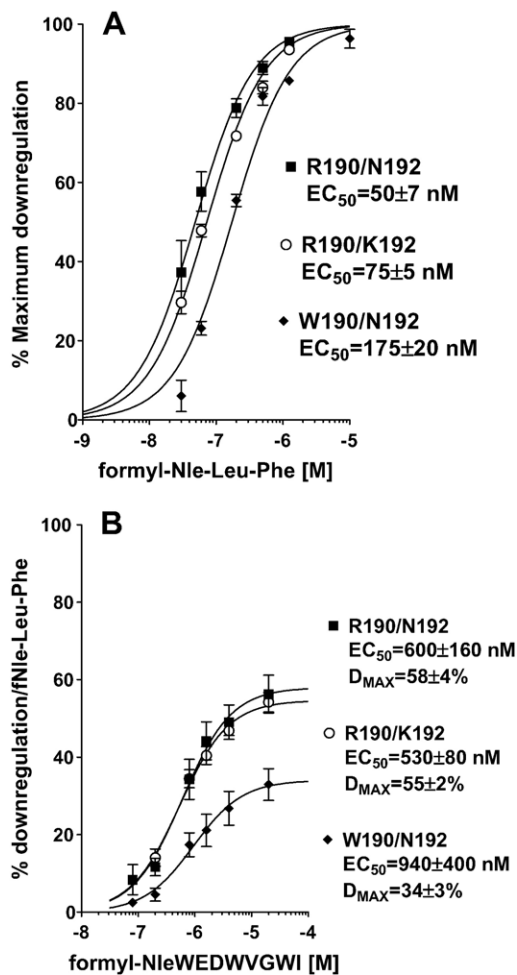 A
% Maximum downregulation
100
80
60
40
20
0
-9 -8 -7 -6 -5
formyl-Nle-Leu-Phe [M]
R190/N192
EC50=50±7 nM
R190/K192
EC50=75±5 nM
W190/N192
EC50=175±20 nM
B
% downregulation/fNle-Leu-Phe
100
80
60
40
20
0
-8 -7 -6 -5 -4
formyl-NleWEDWVGWI [M]
R190/N192
EC50=600±160 nM
DMAX=58±4%
R190/K192
EC50=530±80 nM
DMAX=55±2%
W190/N192
EC50=940±400 nM
DMAX=34±3%